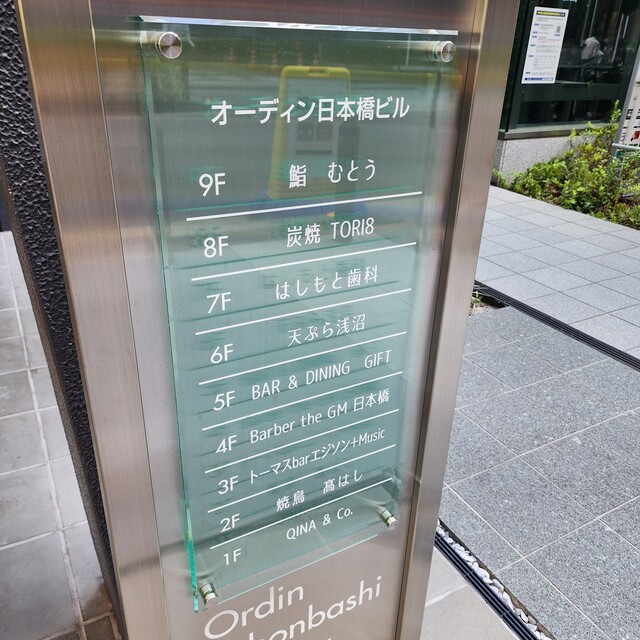 オーディン日本橋ビル
9F 鮨 むとう
8F 炭焼 TORI8
7F はしもと歯科
6F 天ぷら浅沼
5F BAR & DINING GIFT
4F Barber the GM 日本橋
3F トーマスbarエジソン+Music
2F 焼鳥 髙はし
1F QINA & Co.
Ordin